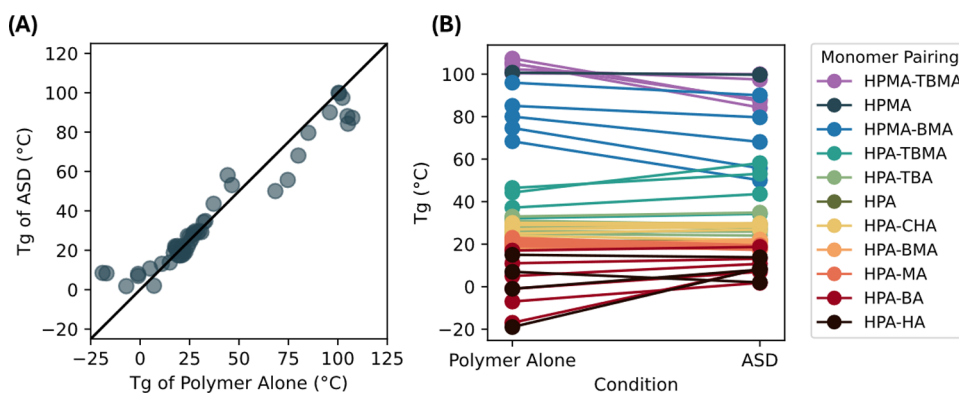 (A)
Tg of ASD (°C)
120
100
80
60
40
20
0
−20
−25
0
25
50
75
100
125
Tg of Polymer Alone (°C)
(B)
Tg (°C)
100
80
60
40
20
0
−20
Polymer Alone
ASD
Condition
Monomer Pairing
HPMA-TBMA
HPMA
HPMA-BMA
HPA-TBMA
HPA-TBA
HPA
HPA-CHA
HPA-BMA
HPA-MA
HPA-BA
HPA-HA